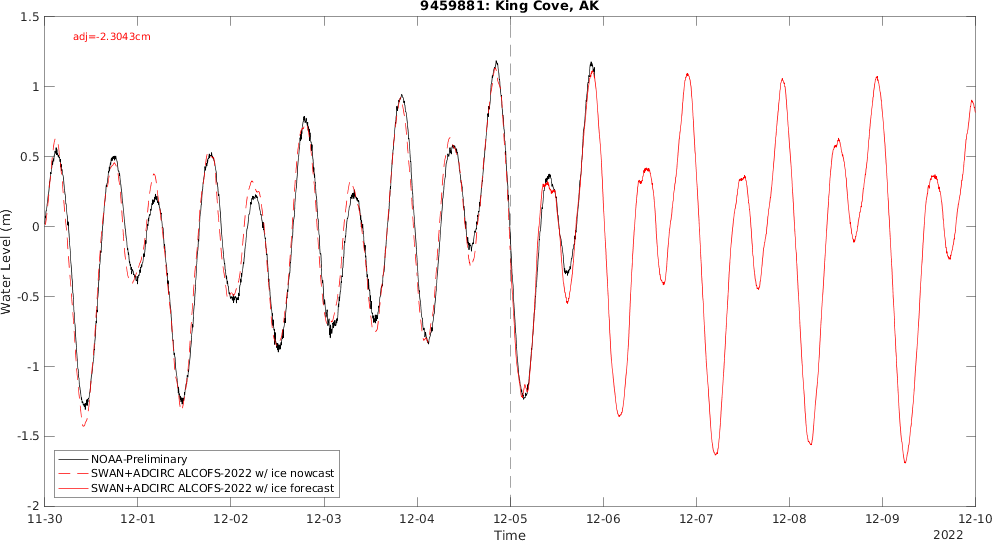 9459881: King Cove, AK
adj=-2.3043cm
1.5
1
0.5
0
-0.5
-1
-1.5
-2
Water Level (m)
NOAA-Preliminary
SWAN+ADCIRC ALCOFS-2022 w/ ice nowcast
SWAN+ADCIRC ALCOFS-2022 w/ ice forecast
11-30 12-01 12-02 12-03 12-04 12-05 12-06 12-07 12-08 12-09 12-10
Time
2022